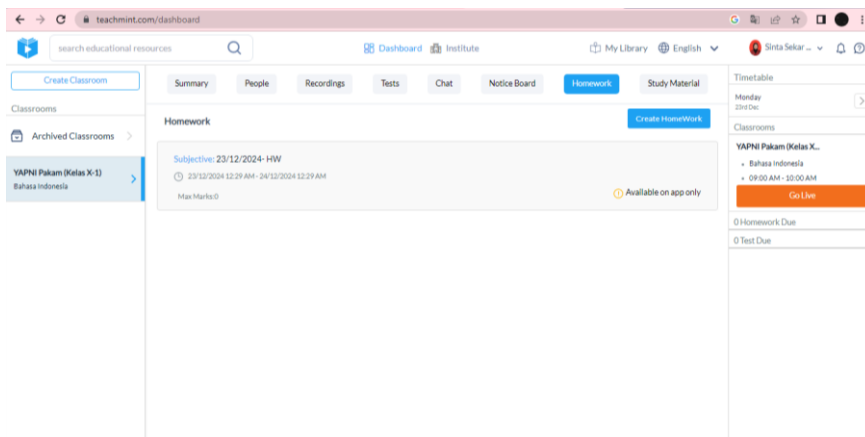 teachmint.com/dashboard
search educational resources
Dashboard
Institute
My Library
English
Sinta Sekar ...
Create Classroom
Classrooms
Archived Classrooms
YAPNI Pakam (Kelas X-1)
Bahasa Indonesia
Summary
People
Recordings
Tests
Chat
Notice Board
Homework
Study Material
Homework
Create HomeWork
Subjective: 23/12/2024- HW
23/12/2024 12:29 AM - 24/12/2024 12:29 AM
Max Marks:0
Available on app only
Timetable
Monday
23rd Dec
Classrooms
YAPNI Pakam (Kelas X...
Bahasa Indonesia
09:00 AM - 10:00 AM
Go Live
0 Homework Due
0 Test Due